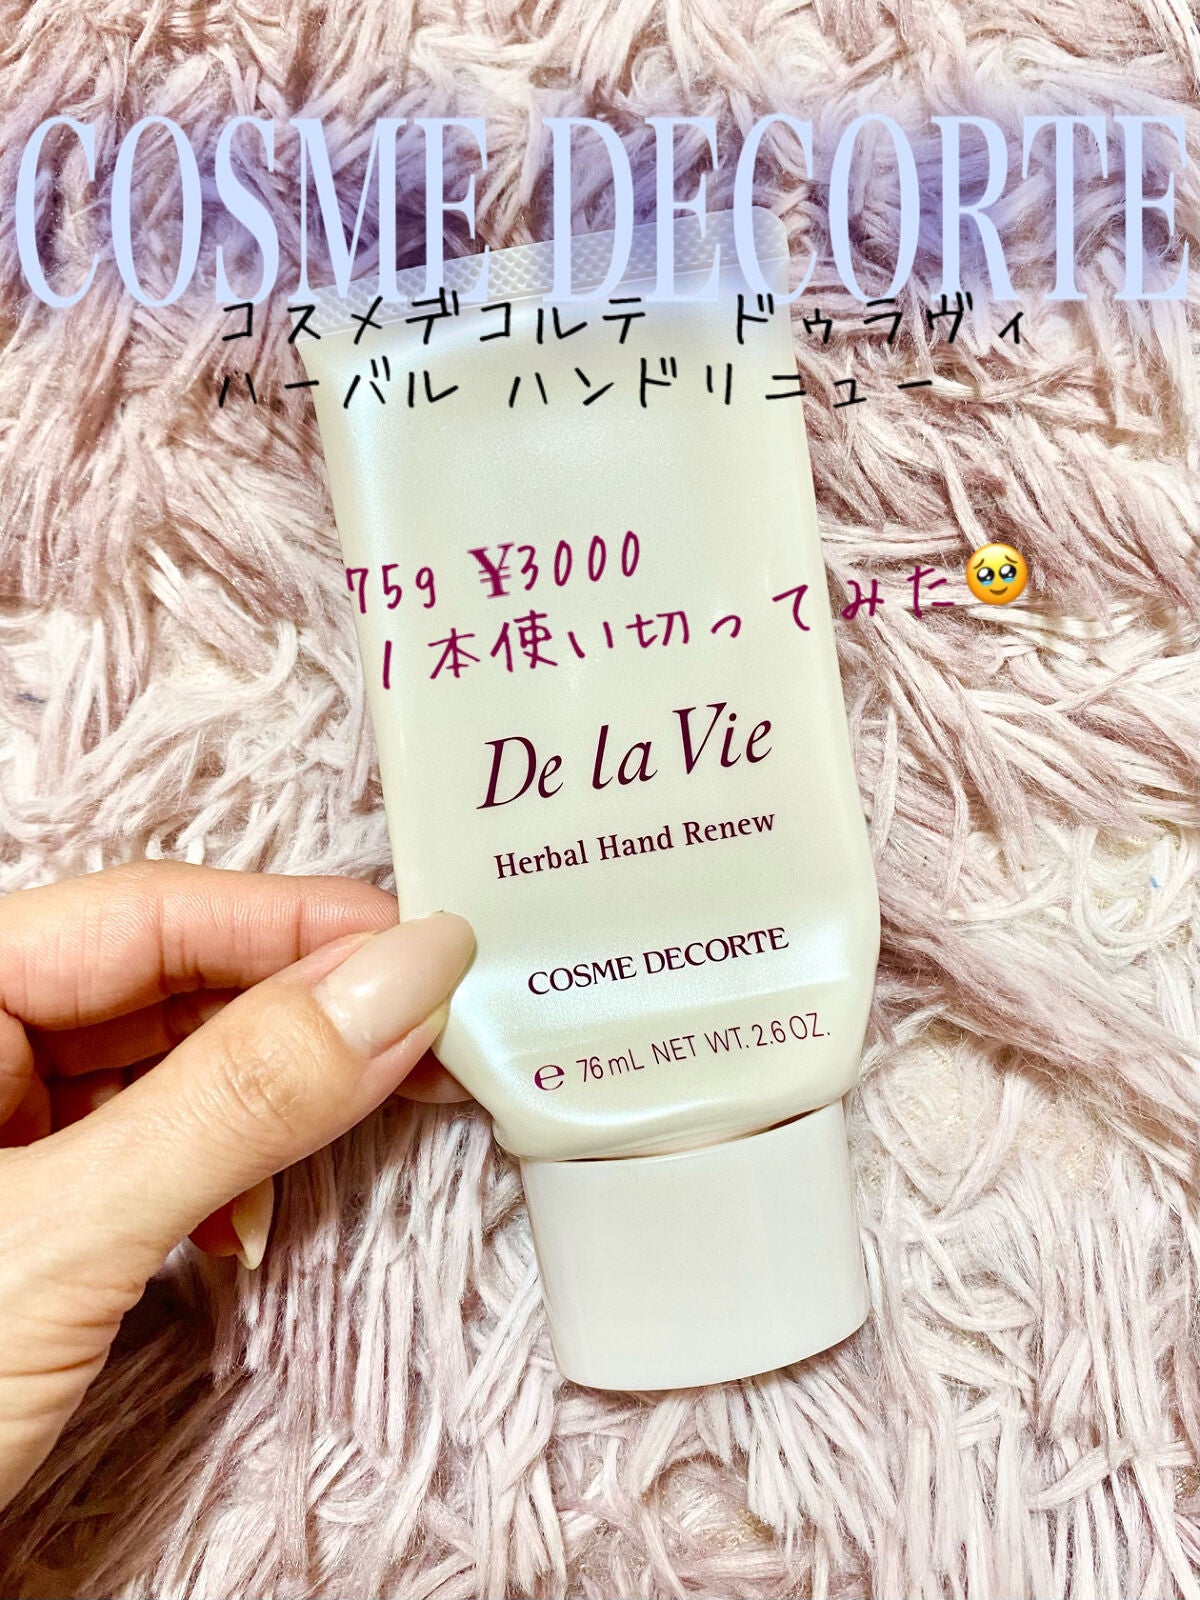 COSME DECORTE
コスメデコルテ ドゥラヴィ
ハーバル ハンドリニュー
75g ¥3000
1本使い切ってみた🥹
De la Vie
Herbal Hand Renew
COSME DECORTE
℮ 76mL NET WT. 2.6 OZ.